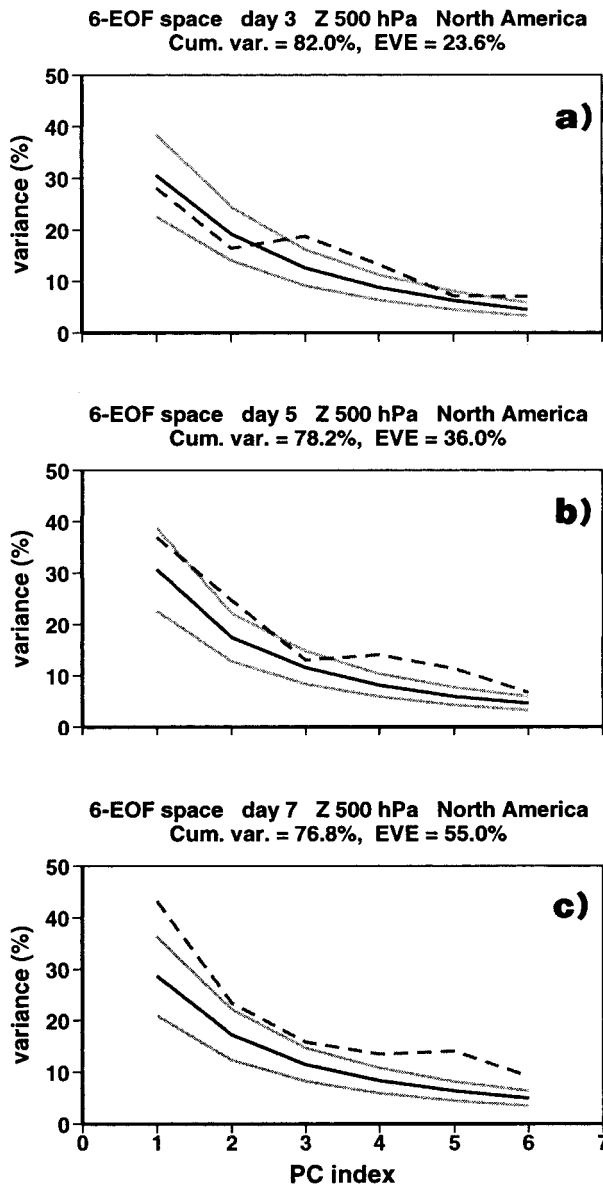 6-EOF space day 3 Z 500 hPa North America
Cum. var. = 82.0%, EVE = 23.6%
50
a)
40
30
variance (%)
20
10
0
6-EOF space day 5 Z 500 hPa North America
Cum. var. = 78.2%, EVE = 36.0%
50
b)
40
30
variance (%)
20
10
0
6-EOF space day 7 Z 500 hPa North America
Cum. var. = 76.8%, EVE = 55.0%
50
c)
40
30
variance (%)
20
10
0
0 1 2 3 4 5 6 7
PC index